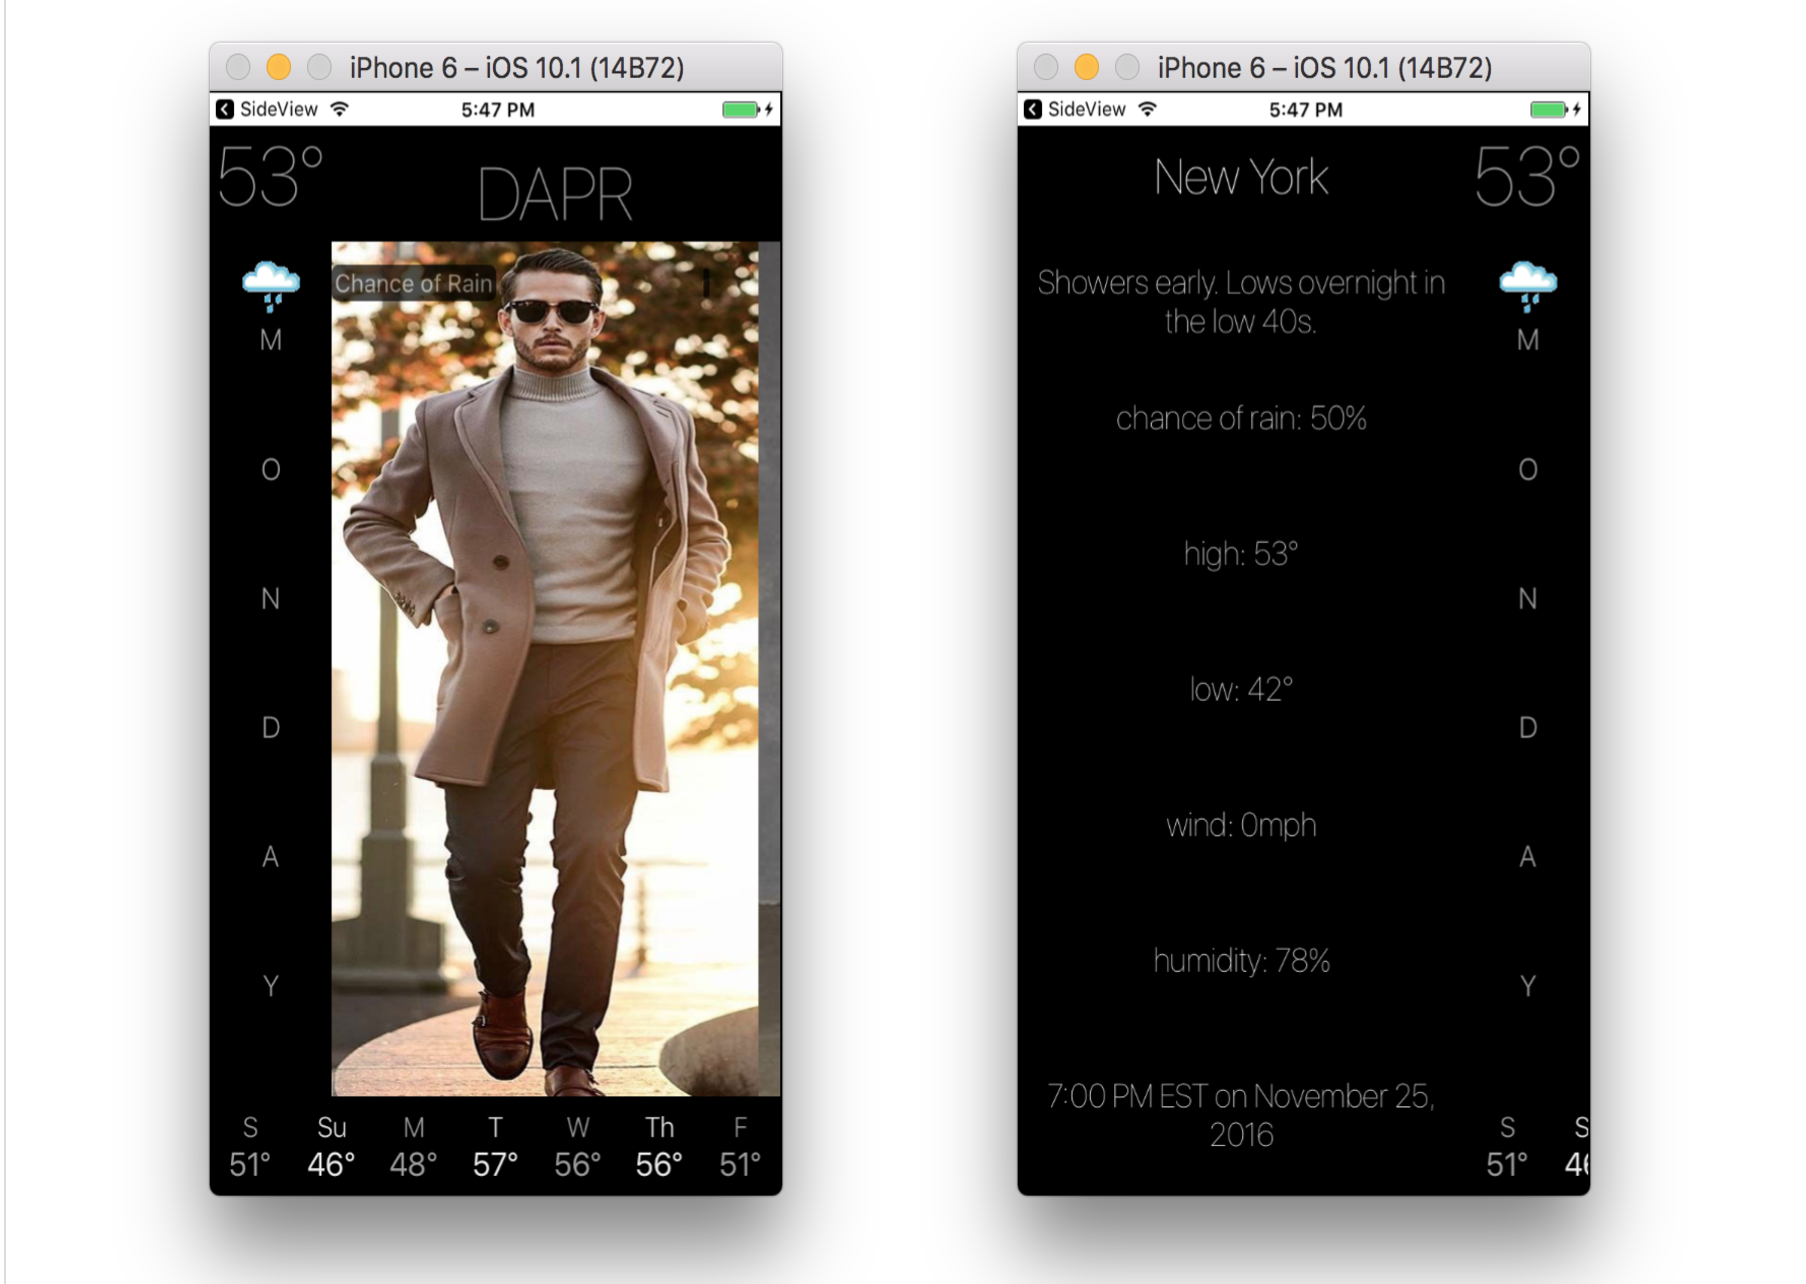 iPhone 6 – iOS 10.1 (14B72)
SideView
5:47 PM
53°
DAPR
Chance of Rain
M
O
N
D
A
Y
S Su M T W Th F
51° 46° 48° 57° 56° 56° 51°
iPhone 6 – iOS 10.1 (14B72)
SideView
5:47 PM
New York
53°
Showers early. Lows overnight in
the low 40s.
chance of rain: 50%
high: 53°
low: 42°
wind: 0mph
humidity: 78%
7:00 PM EST on November 25,
2016
M
O
N
D
A
Y
S S
51° 46